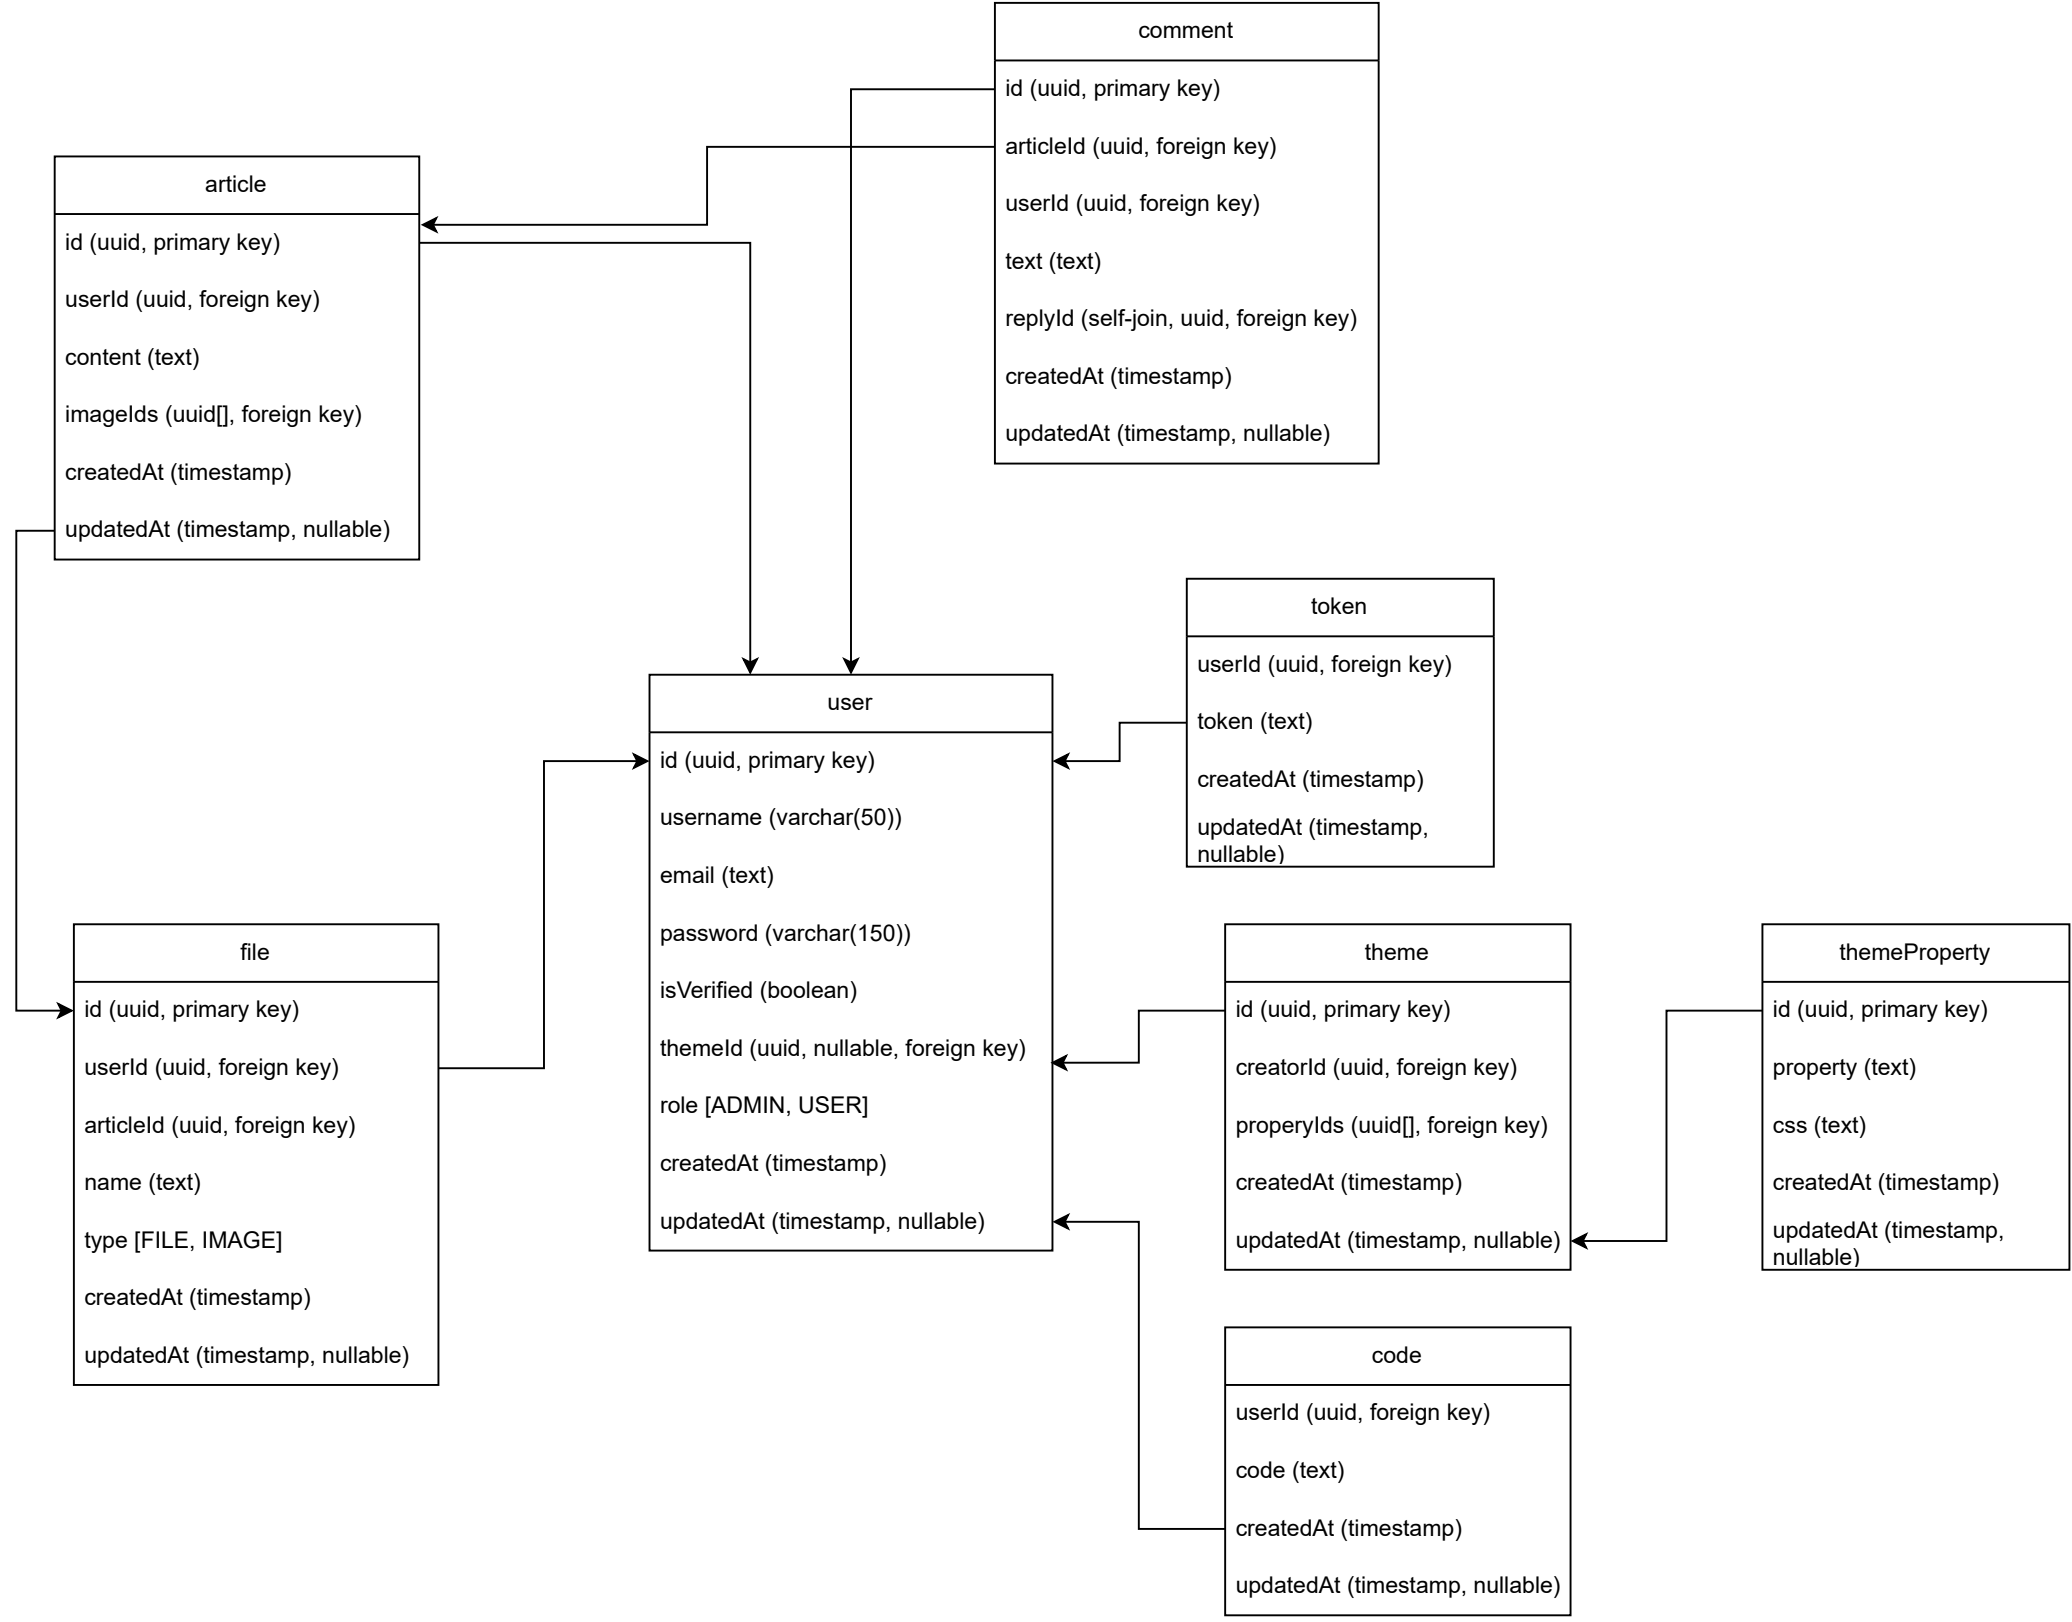 comment
id (uuid, primary key)
articleId (uuid, foreign key)
userId (uuid, foreign key)
text (text)
replyId (self-join, uuid, foreign key)
createdAt (timestamp)
updatedAt (timestamp, nullable)
article
id (uuid, primary key)
userId (uuid, foreign key)
content (text)
imageIds (uuid[], foreign key)
createdAt (timestamp)
updatedAt (timestamp, nullable)
token
userId (uuid, foreign key)
token (text)
createdAt (timestamp)
updatedAt (timestamp,
nullable)
user
id (uuid, primary key)
username (varchar(50))
email (text)
password (varchar(150))
isVerified (boolean)
themeId (uuid, nullable, foreign key)
role [ADMIN, USER]
createdAt (timestamp)
updatedAt (timestamp, nullable)
file
id (uuid, primary key)
userId (uuid, foreign key)
articleId (uuid, foreign key)
name (text)
type [FILE, IMAGE]
createdAt (timestamp)
updatedAt (timestamp, nullable)
theme
id (uuid, primary key)
creatorId (uuid, foreign key)
properyIds (uuid[], foreign key)
createdAt (timestamp)
updatedAt (timestamp, nullable)
themeProperty
id (uuid, primary key)
property (text)
css (text)
createdAt (timestamp)
updatedAt (timestamp,
nullable)
code
userId (uuid, foreign key)
code (text)
createdAt (timestamp)
updatedAt (timestamp, nullable)